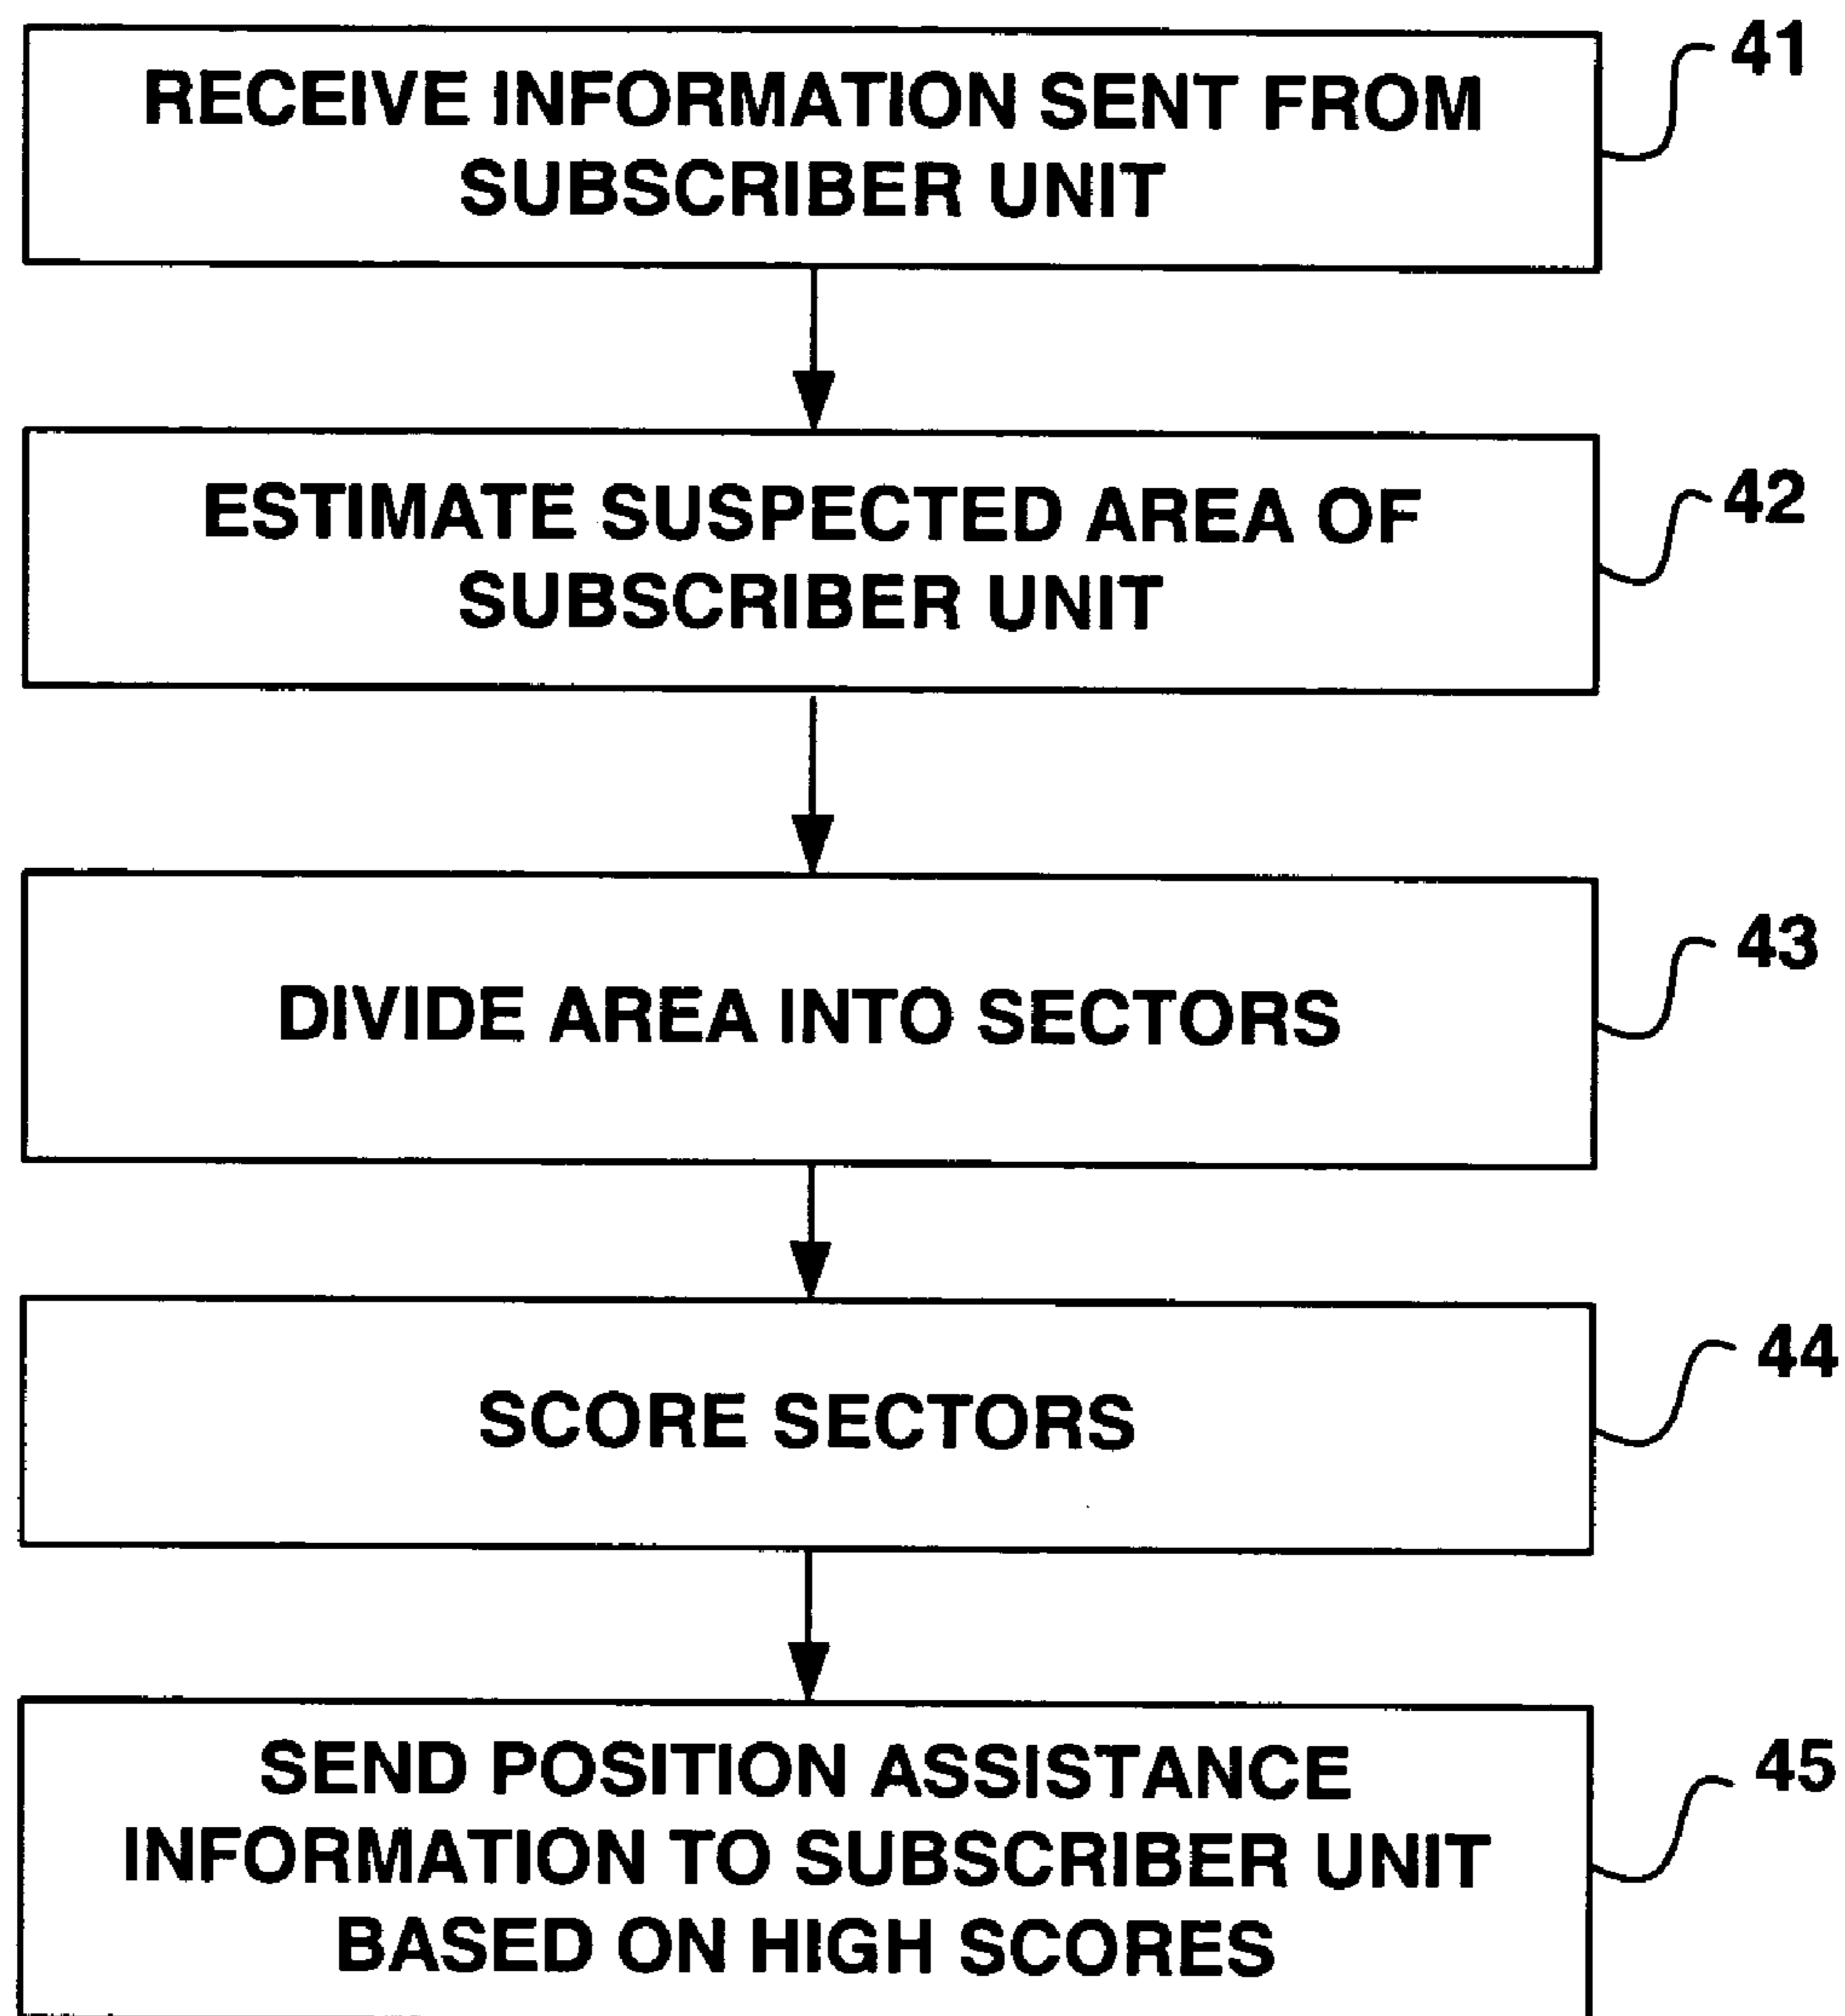 RECEIVE INFORMATION SENT FROM
SUBSCRIBER UNIT
41
ESTIMATE SUSPECTED AREA OF
SUBSCRIBER UNIT
42
DIVIDE AREA INTO SECTORS
43
SCORE SECTORS
44
SEND POSITION ASSISTANCE
INFORMATION TO SUBSCRIBER UNIT
BASED ON HIGH SCORES
45